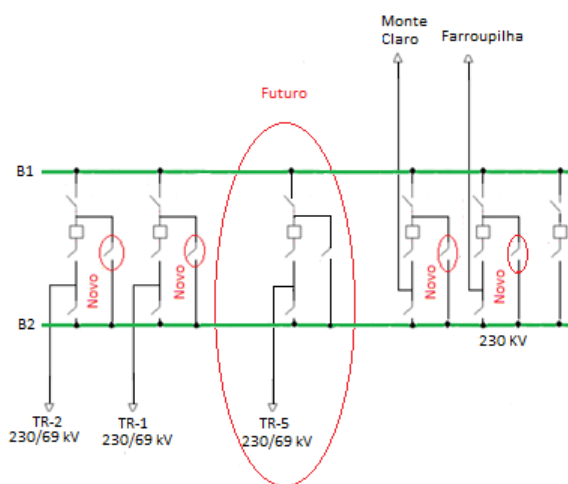 Monte
Claro
Farroupilha
Futuro
B1
Novo
Novo
Novo
Novo
B2
230 KV
TR-2
230/69 kV
TR-1
230/69 kV
TR-5
230/69 kV